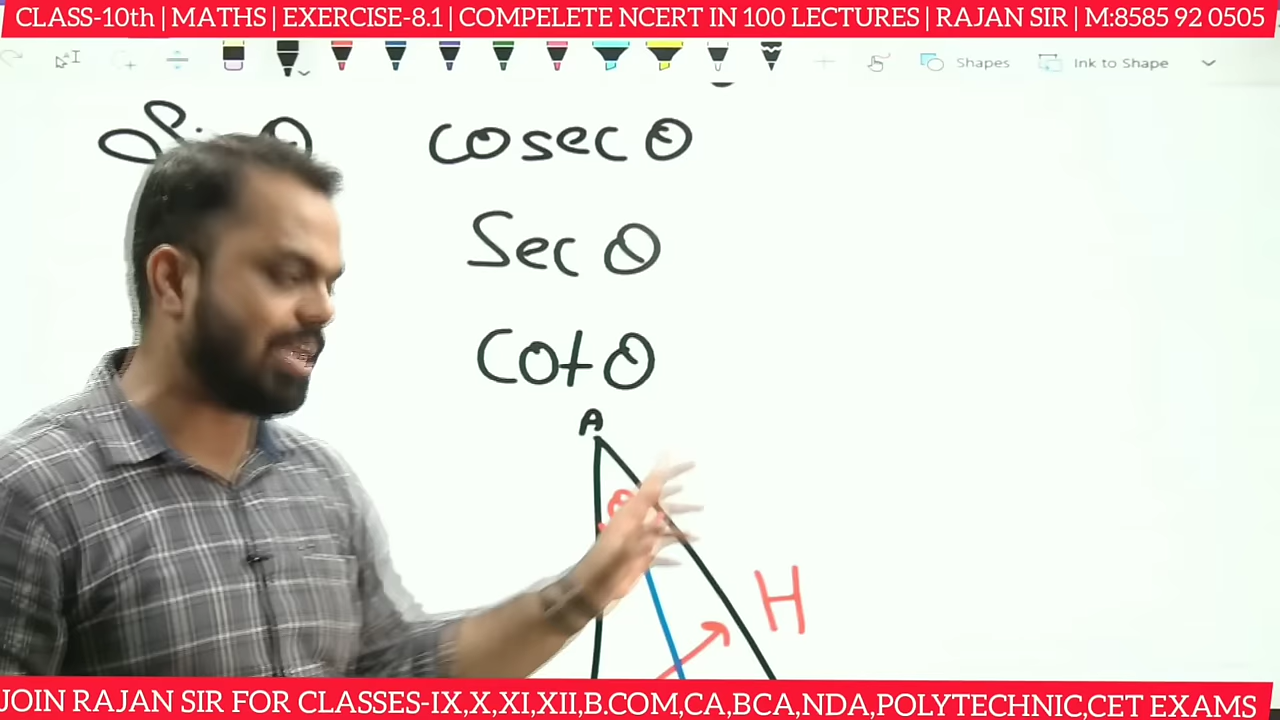 CLASS-10th | MATHS | EXERCISE-8.1 | COMPELETE NCERT IN 100 LECTURES | RAJAN SIR | M:8585 92 0505
Shapes Ink to Shape
θ cosec θ
Sec θ
Cot θ
A
θ
H
JOIN RAJAN SIR FOR CLASSES-IX,X,XI,XII,B.COM,CA,BCA,NDA,POLYTECHNIC,CET EXAMS